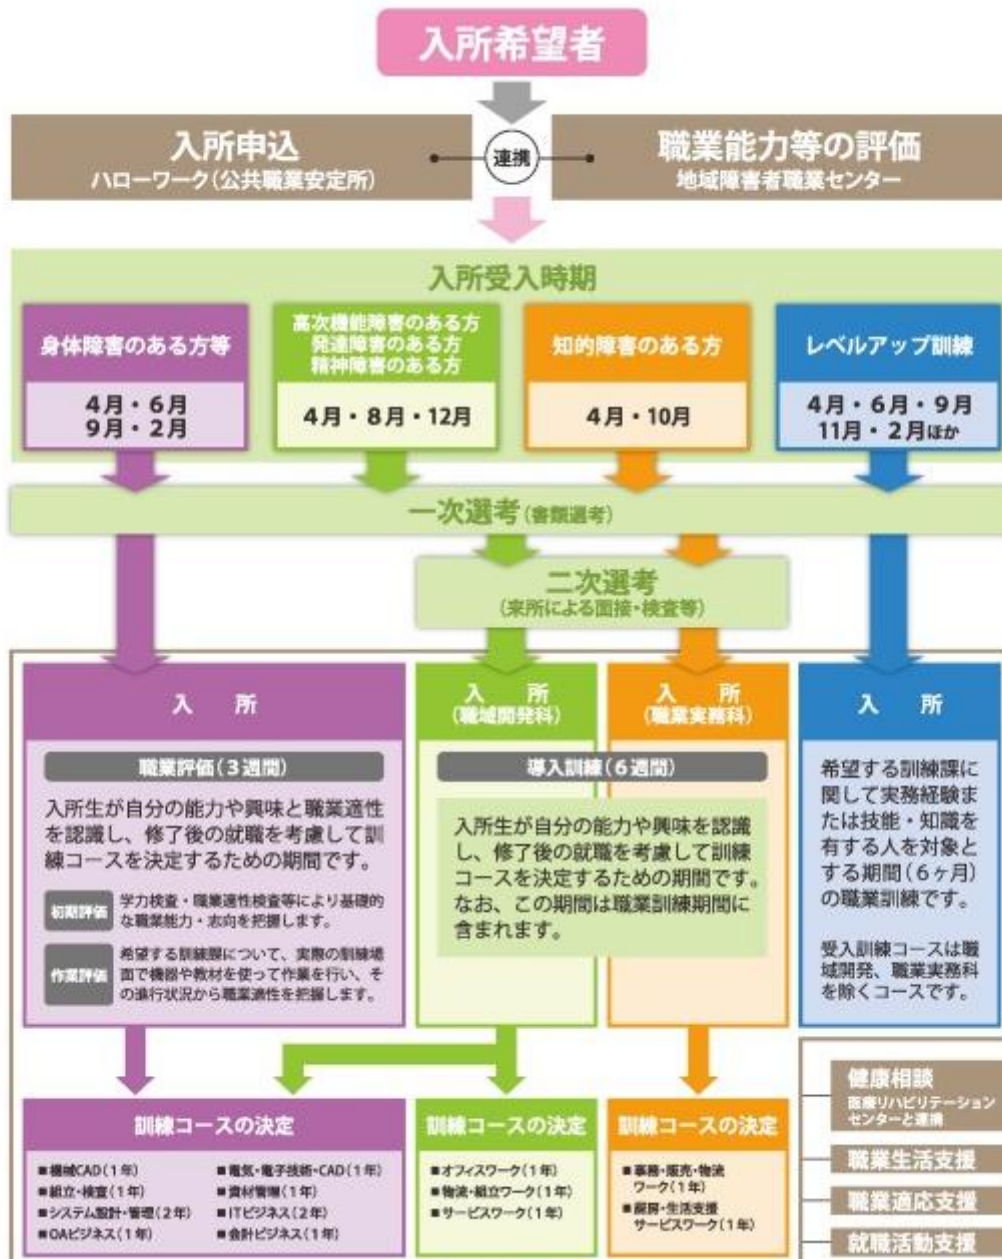 入所希望者
入所申込
ハローワーク(公共職業安定所)
連携
職業能力等の評価
地域障害者職業センター
入所受入時期
身体障害のある方等
4月・6月
9月・2月
高次機能障害のある方
発達障害のある方
精神障害のある方
4月・8月・12月
知的障害のある方
4月・10月
レベルアップ訓練
4月・6月・9月
11月・2月ほか
一次選考(書類選考)
二次選考
(来所による面接・検査等)
入 所
職業評価(3週間)
入所生が自分の能力や興味と職業適性
を認識し、修了後の就職を考慮して訓
練コースを決定するための期間です。
初期評価
学力検査・職業適性検査等により基礎的
な職業能力・志向を把握します。
作業評価
希望する訓練課について、実際の訓練場
面で機器や教材を使って作業を行い、そ
の進行状況から職業適性を把握します。
入 所
(職域開発科)
入 所
(職業実務科)
導入訓練(6週間)
入所生が自分の能力や興味を認識
し、修了後の就職を考慮して訓練
コースを決定するための期間です。
なお、この期間は職業訓練期間に
含まれます。
入 所
希望する訓練課に
関して実務経験ま
たは技能・知識を
有する人を対象と
する期間(6ヶ月)
の職業訓練です。
受入訓練コースは職
域開発、職業実務科
を除くコースです。
訓練コースの決定
■機械CAD(1年)
■組立・検査(1年)
■システム設計・管理(2年)
■OAビジネス(1年)
■電気・電子技術・CAD(1年)
■資材管理(1年)
■ITビジネス(2年)
■会計ビジネス(1年)
訓練コースの決定
■オフィスワーク(1年)
■物流・組立ワーク(1年)
■サービスワーク(1年)
訓練コースの決定
■事務・販売・物流
ワーク(1年)
■厨房・生活支援
サービスワーク(1年)
健康相談
医療リハビリテーション
センターと連携
職業生活支援
職業適応支援
就職活動支援